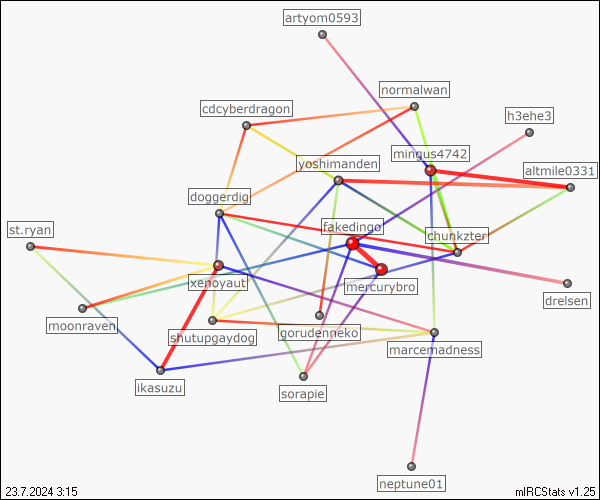 artyom0593
normalwan
cdcyberdragon
h3ehe3
mingus4742
yoshimanden
altmile0331
doggerdig
fakedingo
chunkzter
st.ryan
xenoyaut
mercurybro
drelsen
moonraven
gorudenneko
shutupgaydog
marcemadness
ikasuzu
sorapie
neptune01
23.7.2024 3:15
mIRCStats v1.25